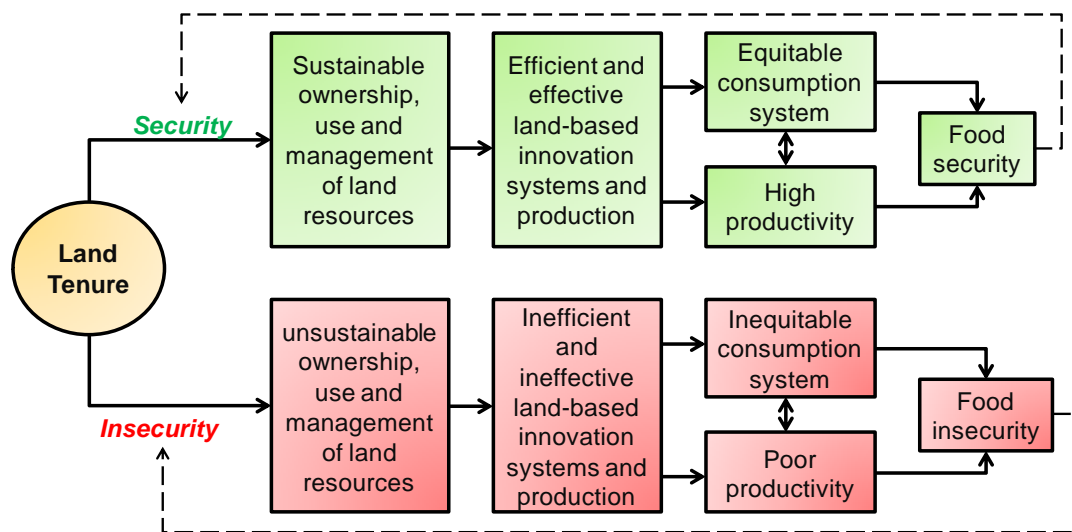 Land
Tenure
Security
Sustainable
ownership,
use and
management
of land
resources
Efficient and
effective
land-based
innovation
systems and
production
Equitable
consumption
system
High
productivity
Food
security
Insecurity
unsustainable
ownership,
use and
management
of land
resources
Inefficient
and
ineffective
land-based
innovation
systems and
production
Inequitable
consumption
system
Poor
productivity
Food
insecurity